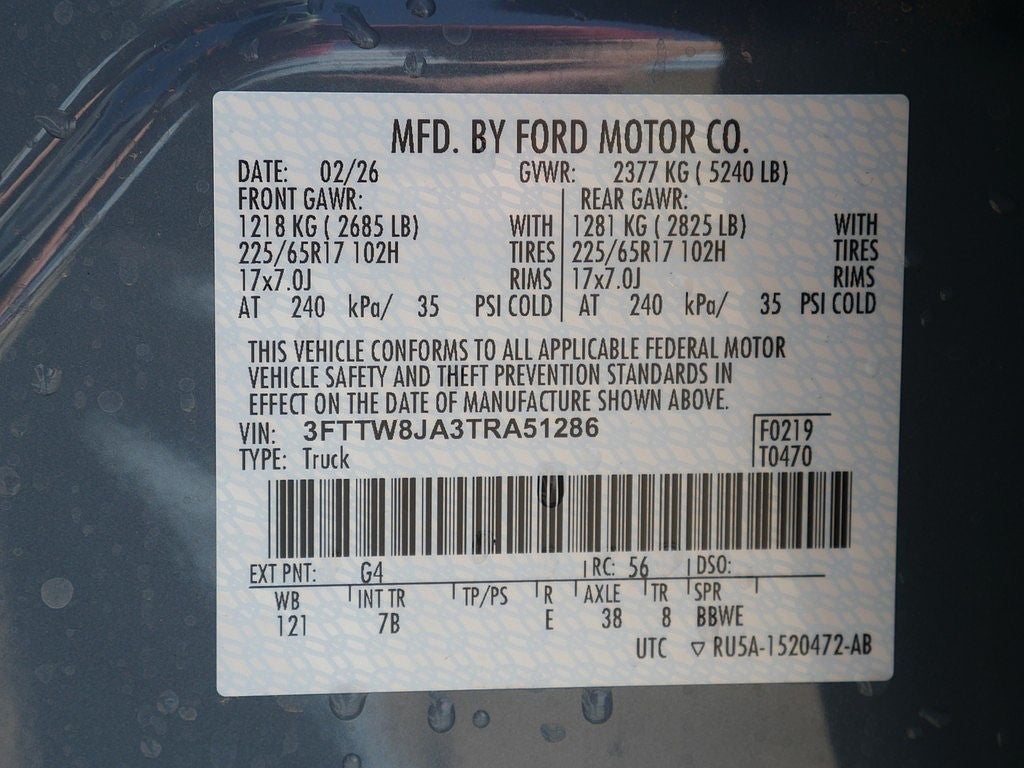 MFD. BY FORD MOTOR CO.
DATE: 02/26 GVWR: 2377 KG ( 5240 LB)
FRONT GAWR: REAR GAWR:
1218 KG ( 2685 LB) WITH 1281 KG ( 2825 LB) WITH
225/65R17 102H TIRES 225/65R17 102H TIRES
17x7.0J RIMS 17x7.0J RIMS
AT 240 kPa/ 35 PSI COLD AT 240 kPa/ 35 PSI COLD
THIS VEHICLE CONFORMS TO ALL APPLICABLE FEDERAL MOTOR
VEHICLE SAFETY AND THEFT PREVENTION STANDARDS IN
EFFECT ON THE DATE OF MANUFACTURE SHOWN ABOVE.
VIN: 3FTTW8JA3TRA51286 F0219
TYPE: Truck T0470
EXT PNT: G4 RC: 56 DSO:
WB INT TR TP/PS R AXLE TR SPR
121 7B E 38 8 BBWE
UTC ▽ RU5A-1520472-AB